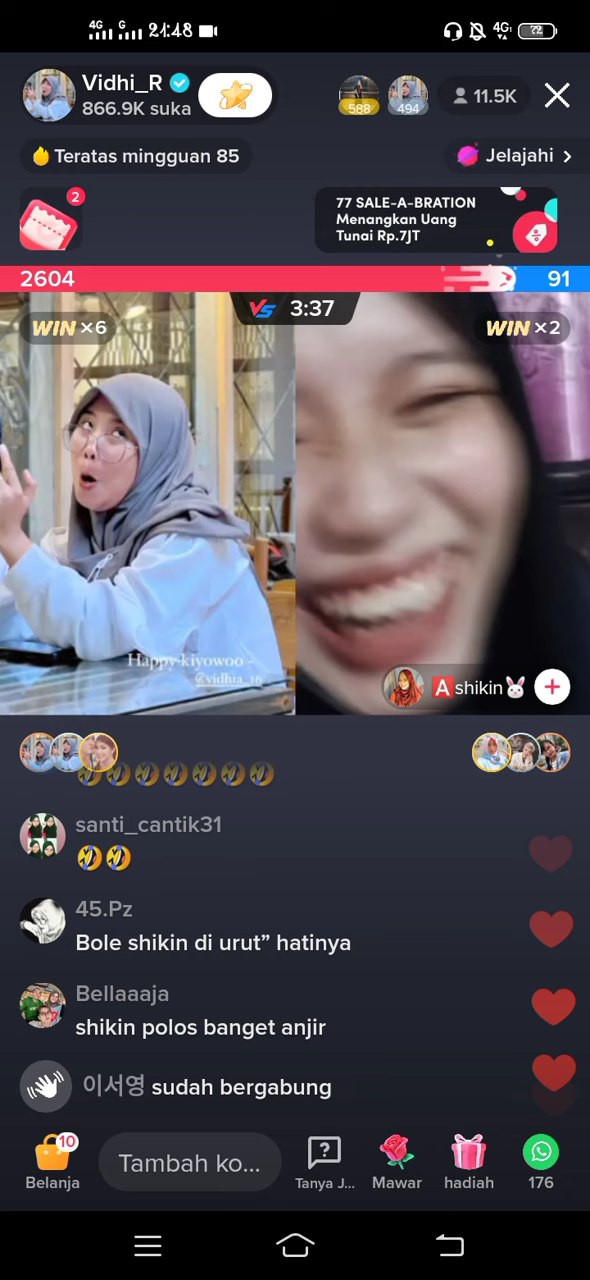 4G G 21:48 4G 72
Vidhi_R
866.9K suka
588 494 11.5K
Teratas mingguan 85
Jelajahi >
2
77 SALE-A-BRATION
Menangkan Uang
Tunai Rp.7JT
2604 91
VS 3:37
WIN ×6 WIN ×2
Happy kiyowoo -
@vidhia_16
🅰shikin🐰 +
🤣🤣🤣🤣🤣🤣🤣
santi_cantik31
🤣🤣
45.Pz
Bole shikin di urut” hatinya
Bellaaaja
shikin polos banget anjir
이서영 sudah bergabung
10
Belanja
Tambah ko...
Tanya J...
Mawar
hadiah
176